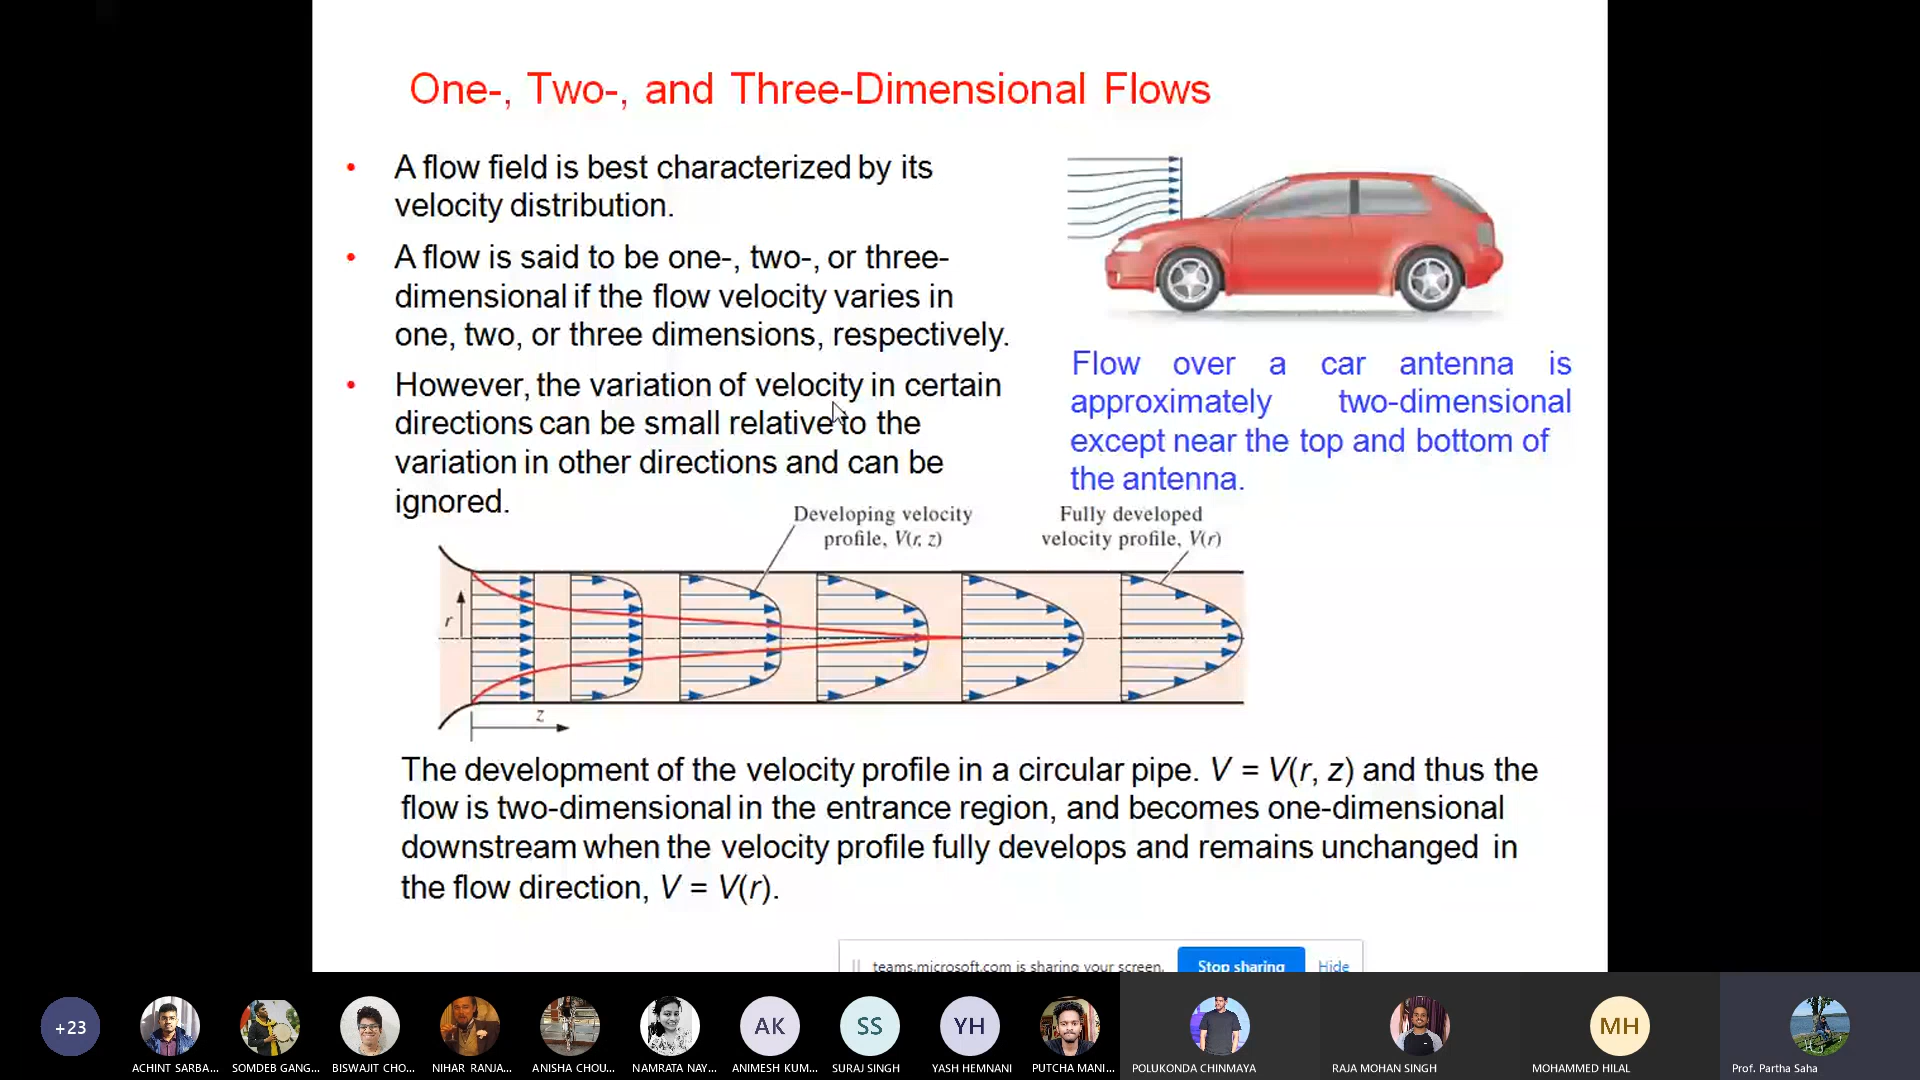 One-, Two-, and Three-Dimensional Flows
• A flow field is best characterized by its
velocity distribution.
• A flow is said to be one-, two-, or three-
dimensional if the flow velocity varies in
one, two, or three dimensions, respectively.
• However, the variation of velocity in certain
directions can be small relative to the
variation in other directions and can be
ignored.
Flow over a car antenna is
approximately two-dimensional
except near the top and bottom of
the antenna.
Developing velocity
profile, V(r, z)
Fully developed
velocity profile, V(r)
r
z
The development of the velocity profile in a circular pipe. V = V(r, z) and thus the
flow is two-dimensional in the entrance region, and becomes one-dimensional
downstream when the velocity profile fully develops and remains unchanged in
the flow direction, V = V(r).
teams.microsoft.com is sharing your screen. Stop sharing Hide
+23 AK SS YH MH
ACHINT SARBA... SOMDEB GANG... BISWAJIT CHO... NIHAR RANJA... ANISHA CHOU... NAMRATA NAY... ANIMESH KUM... SURAJ SINGH YASH HEMNANI PUTCHA MANI... POLUKONDA CHINMAYA RAJA MOHAN SINGH MOHAMMED HILAL Prof. Partha Saha